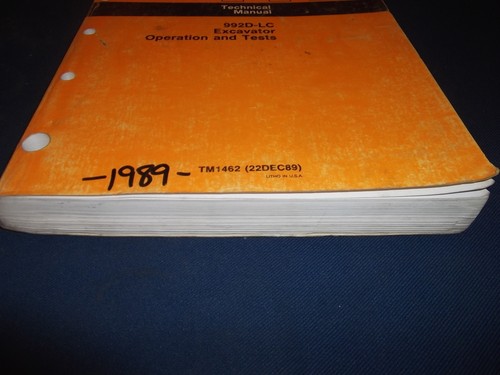 Technical
Manual
992D-LC
Excavator
Operation and Tests
-1989-
TM1462 (22DEC89)
LITHO IN U.S.A.